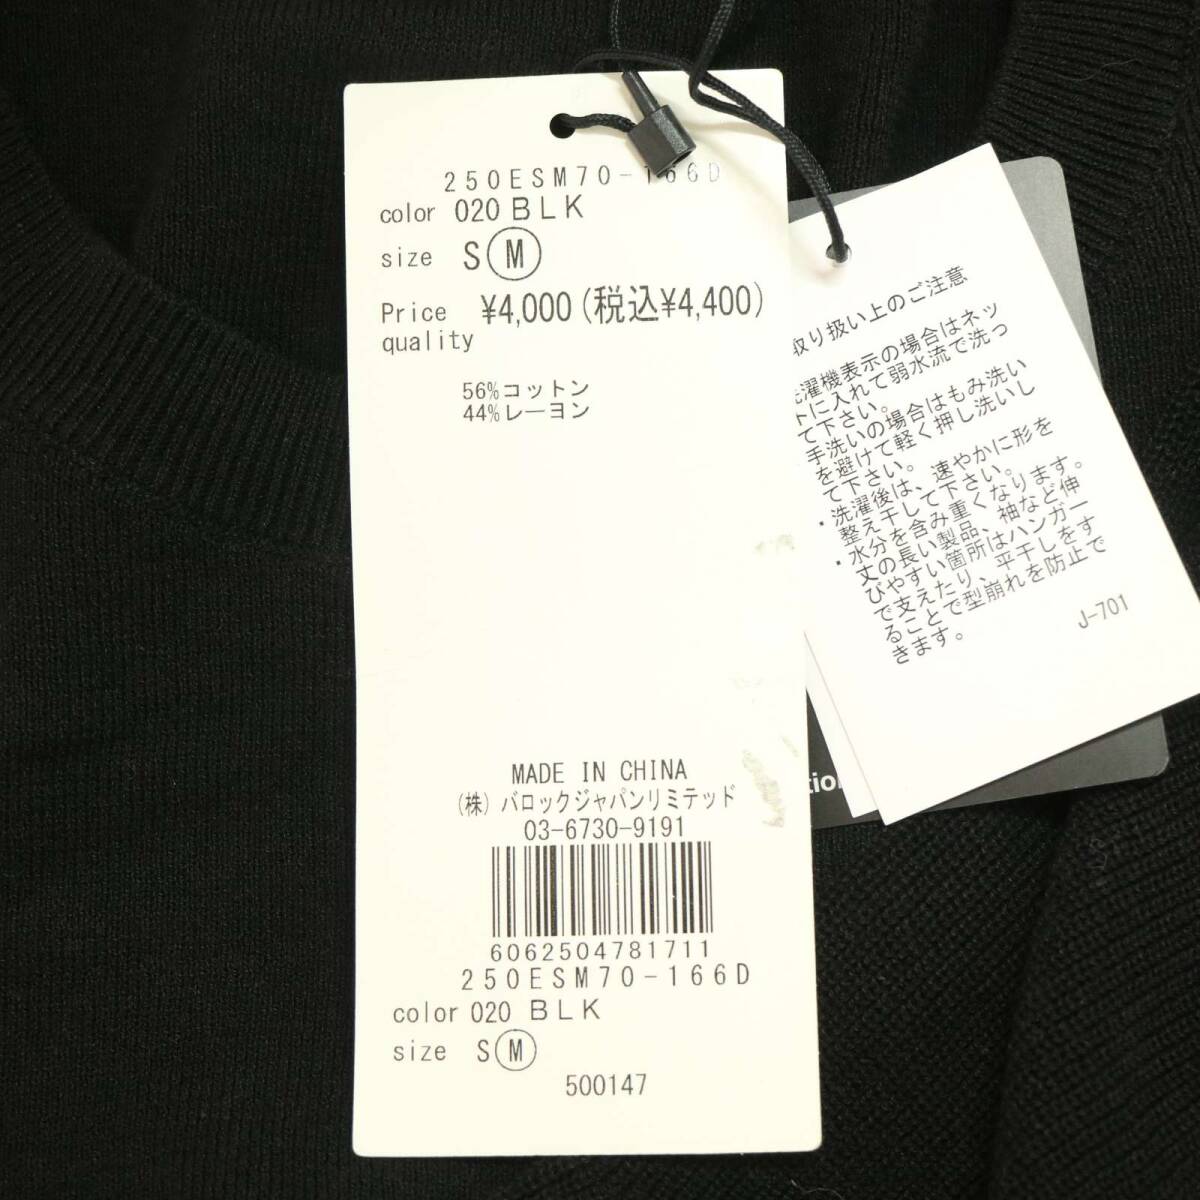 250ESM70-166D
color 020 BLK
size S M
Price ¥4,000(税込¥4,400)
quality
56%コットン
44%レーヨン
MADE IN CHINA
(株)バロックジャパンリミテッド
03-6730-9191
6062504781711
250ESM70-166D
color 020 BLK
size S M
500147
取り扱い上のご注意
濯機表示の場合はネッ
トに入れて弱水流で洗っ
て下さい。
手洗いの場合はもみ洗い
を避けて軽く押し洗いし
て下さい。
・洗濯後は、速やかに形を
整え干して下さい。
・水分を含み重くなります。
丈の長い製品、袖など伸
びやすい箇所はハンガー
で支えたり、平干しをす
ることで型崩れを防止で
きます。
J-701